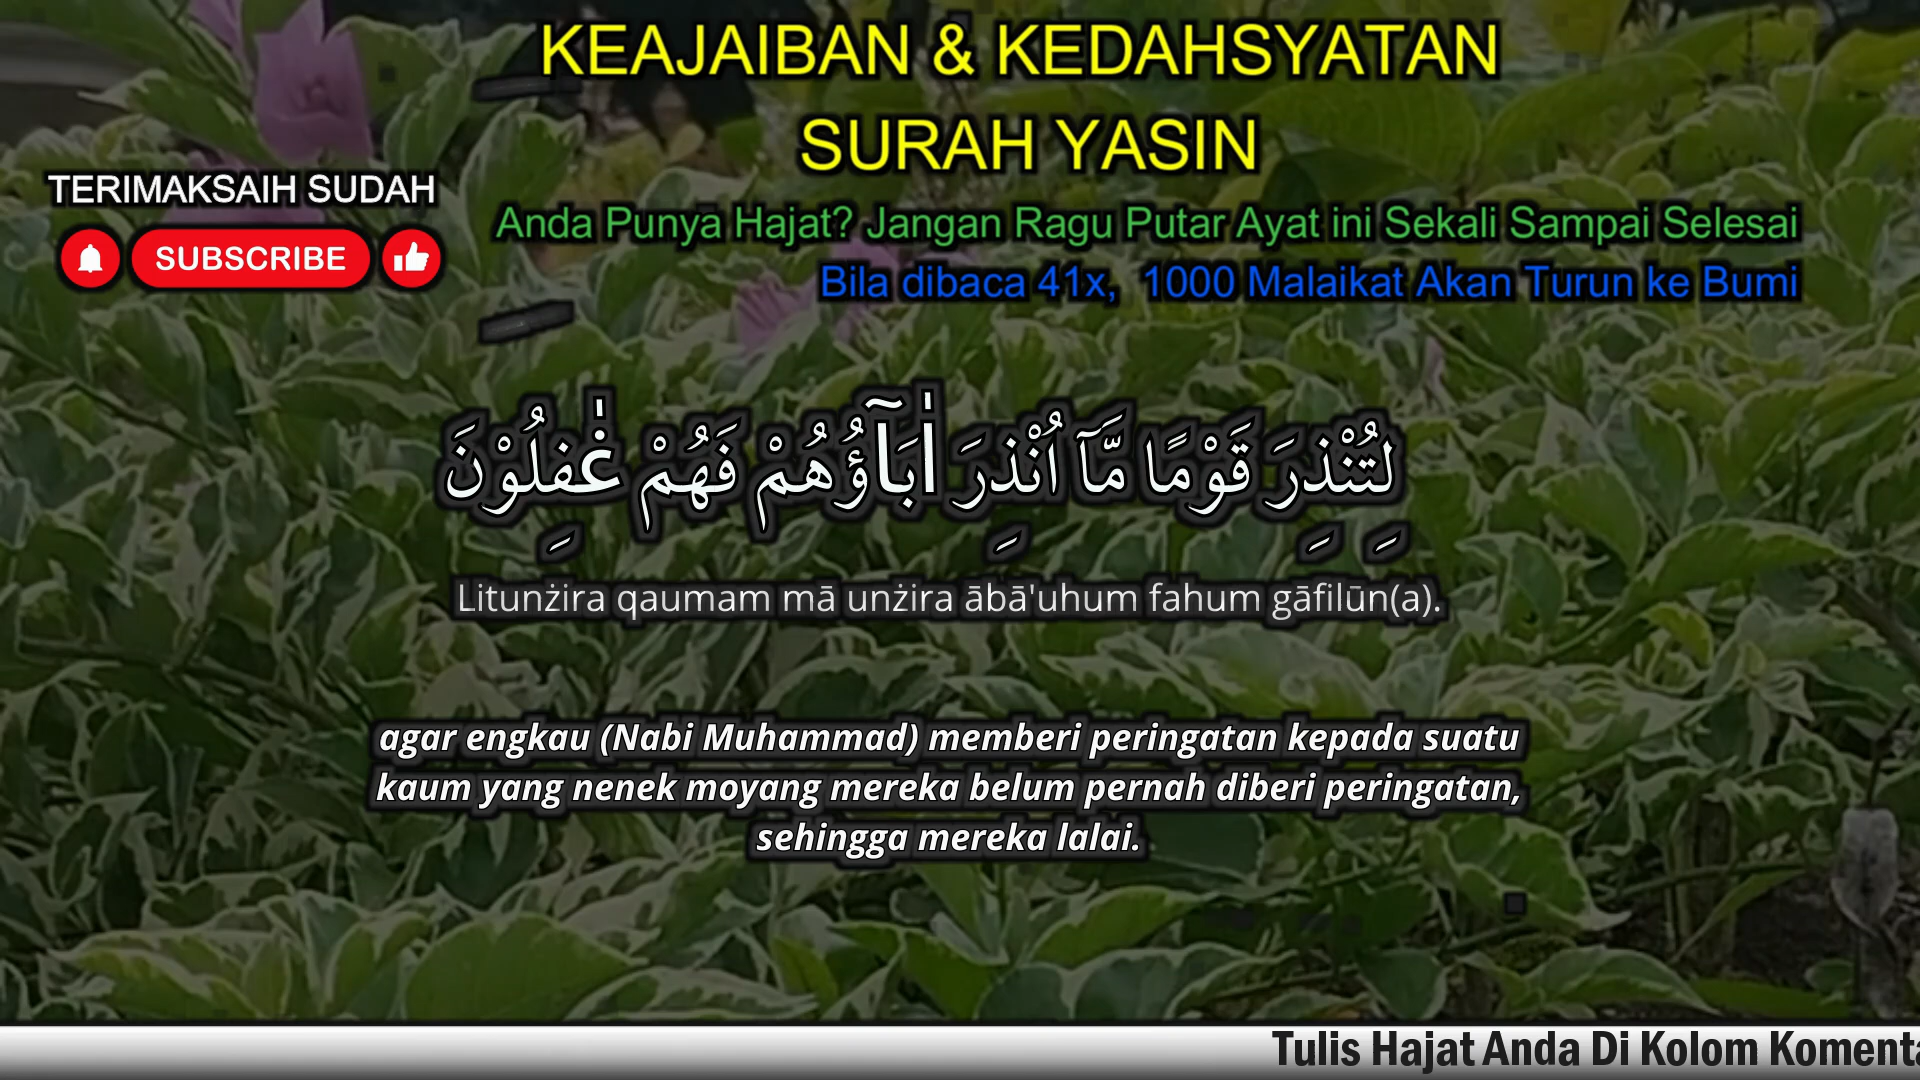 KEAJAIBAN & KEDAHSYATAN
SURAH YASIN
TERIMAKSAIH SUDAH
SUBSCRIBE
Anda Punya Hajat? Jangan Ragu Putar Ayat ini Sekali Sampai Selesai
Bila dibaca 41x, 1000 Malaikat Akan Turun ke Bumi
لِتُنْذِرَ قَوْمًا مَّآ اُنْذِرَ اٰبَاۤؤُهُمْ فَهُمْ غٰفِلُوْنَ
Litunżira qaumam mā unżira ābā'uhum fahum gāfilūn(a).
agar engkau (Nabi Muhammad) memberi peringatan kepada suatu
kaum yang nenek moyang mereka belum pernah diberi peringatan,
sehingga mereka lalai.
Tulis Hajat Anda Di Kolom Komenta